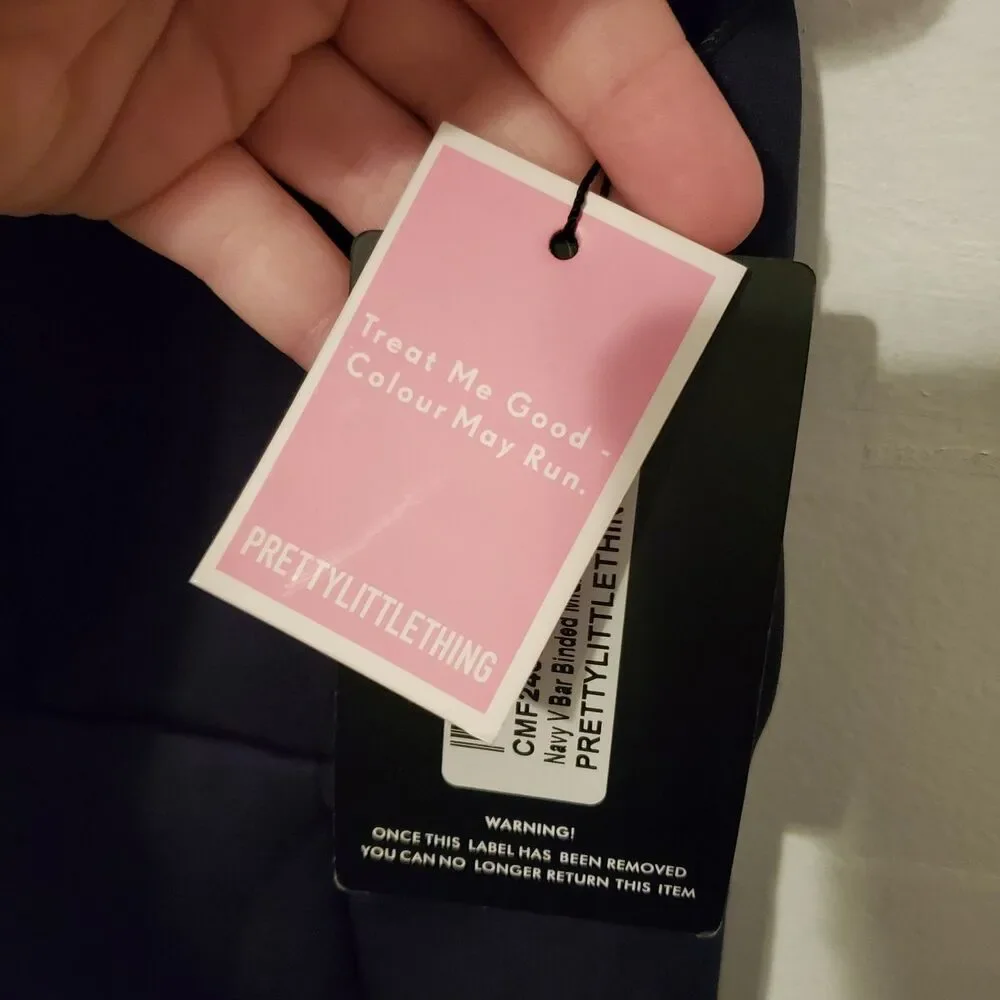 Treat Me Good -
Colour May Run.
PRETTYLITTLETHING
Navy V Bar Binded
WARNING!
ONCE THIS LABEL HAS BEEN REMOVED
YOU CAN NO LONGER RETURN THIS ITEM